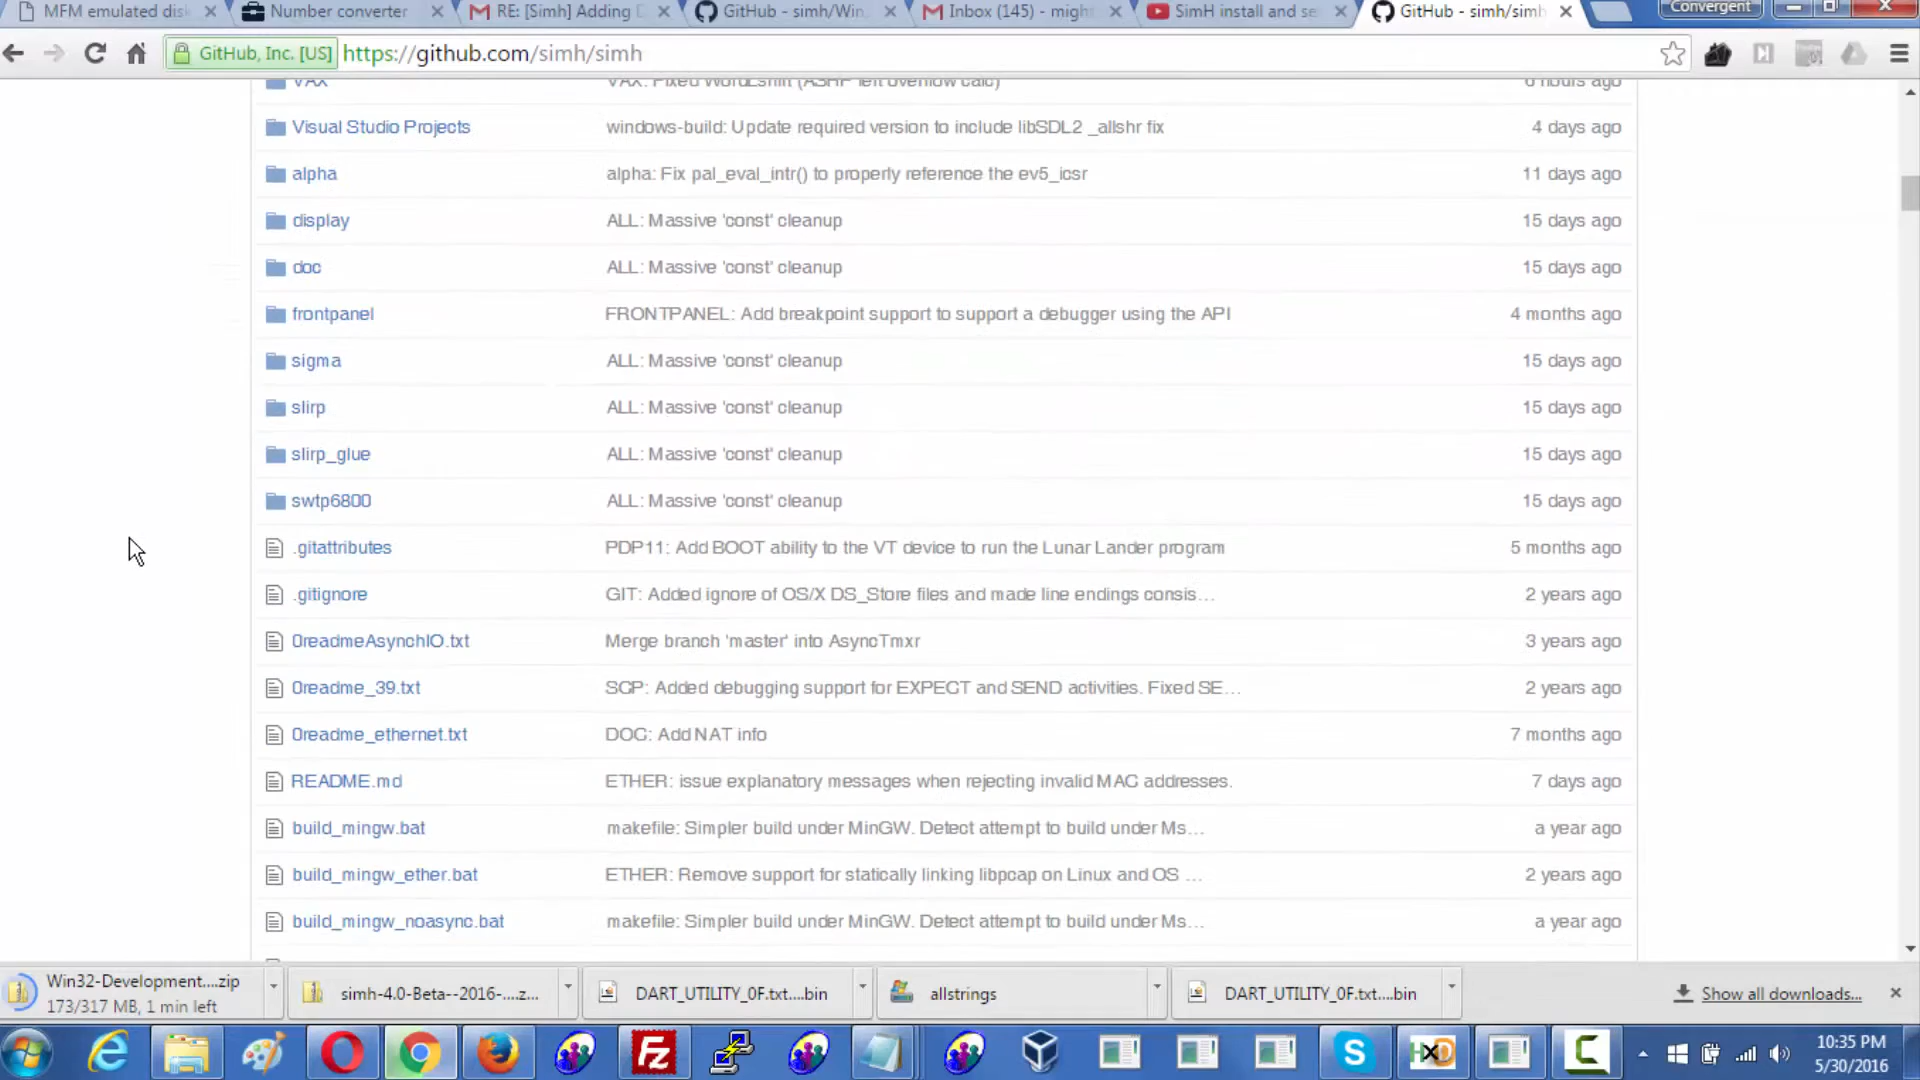 MFM emulated disk
Number converter
RE: [Simh] Adding D
GitHub - simh/Win
Inbox (145) - might
SimH install and se
GitHub - simh/simh
Convergent
GitHub, Inc. [US] https://github.com/simh/simh
VAX VAX: Fixed WordLshift (ASHP left overflow calc) 6 hours ago
Visual Studio Projects windows-build: Update required version to include libSDL2 _allshr fix 4 days ago
alpha alpha: Fix pal_eval_intr() to properly reference the ev5_icsr 11 days ago
display ALL: Massive 'const' cleanup 15 days ago
doc ALL: Massive 'const' cleanup 15 days ago
frontpanel FRONTPANEL: Add breakpoint support to support a debugger using the API 4 months ago
sigma ALL: Massive 'const' cleanup 15 days ago
slirp ALL: Massive 'const' cleanup 15 days ago
slirp_glue ALL: Massive 'const' cleanup 15 days ago
swtp6800 ALL: Massive 'const' cleanup 15 days ago
.gitattributes PDP11: Add BOOT ability to the VT device to run the Lunar Lander program 5 months ago
.gitignore GIT: Added ignore of OS/X DS_Store files and made line endings consis… 2 years ago
0readmeAsynchIO.txt Merge branch 'master' into AsyncTmxr 3 years ago
0readme_39.txt SCP: Added debugging support for EXPECT and SEND activities. Fixed SE… 2 years ago
0readme_ethernet.txt DOC: Add NAT info 7 months ago
README.md ETHER: issue explanatory messages when rejecting invalid MAC addresses. 7 days ago
build_mingw.bat makefile: Simpler build under MinGW. Detect attempt to build under Ms… a year ago
build_mingw_ether.bat ETHER: Remove support for statically linking libpcap on Linux and OS … 2 years ago
build_mingw_noasync.bat makefile: Simpler build under MinGW. Detect attempt to build under Ms… a year ago
Win32-Development....zip
173/317 MB, 1 min left
simh-4.0-Beta--2016-....z...
DART_UTILITY_0F.txt....bin
allstrings
DART_UTILITY_0F.txt....bin
Show all downloads...
10:35 PM
5/30/2016